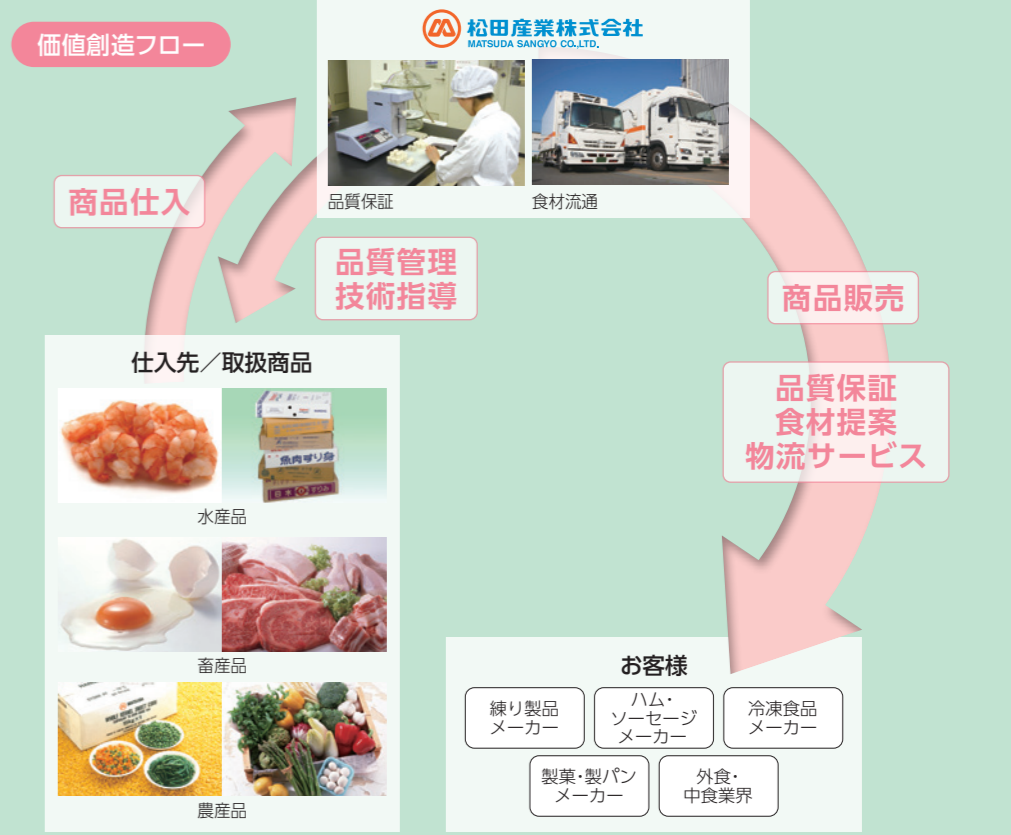 価値創造フロー
松田産業株式会社
MATSUDA SANGYO CO.,LTD.
品質保証
食材流通
商品仕入
品質管理
技術指導
商品販売
品質保証
食材提案
物流サービス
仕入先／取扱商品
魚肉すり身
水産品
畜産品
農産品
お客様
練り製品
メーカー
ハム・
ソーセージ
メーカー
冷凍食品
メーカー
製菓・製パン
メーカー
外食・
中食業界